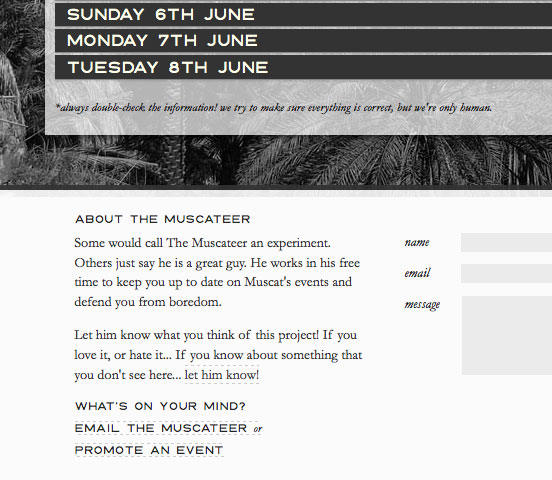 SUNDAY 6TH JUNE
MONDAY 7TH JUNE
TUESDAY 8TH JUNE
*always double-check the information! we try to make sure everything is correct, but we're only human.
ABOUT THE MUSCATEER
Some would call The Muscateer an experiment.
Others just say he is a great guy. He works in his free
time to keep you up to date on Muscat's events and
defend you from boredom.
Let him know what you think of this project! If you
love it, or hate it... If you know about something that
you don't see here... let him know!
WHAT'S ON YOUR MIND?
EMAIL THE MUSCATEER or
PROMOTE AN EVENT
name
email
message